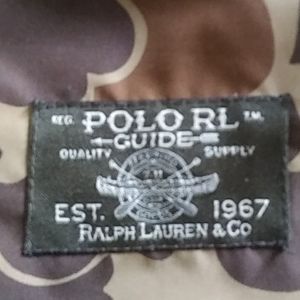 REG. POLO RL T.M.
GUIDE
QUALITY SUPPLY
EST. 1967
RALPH LAUREN & CO